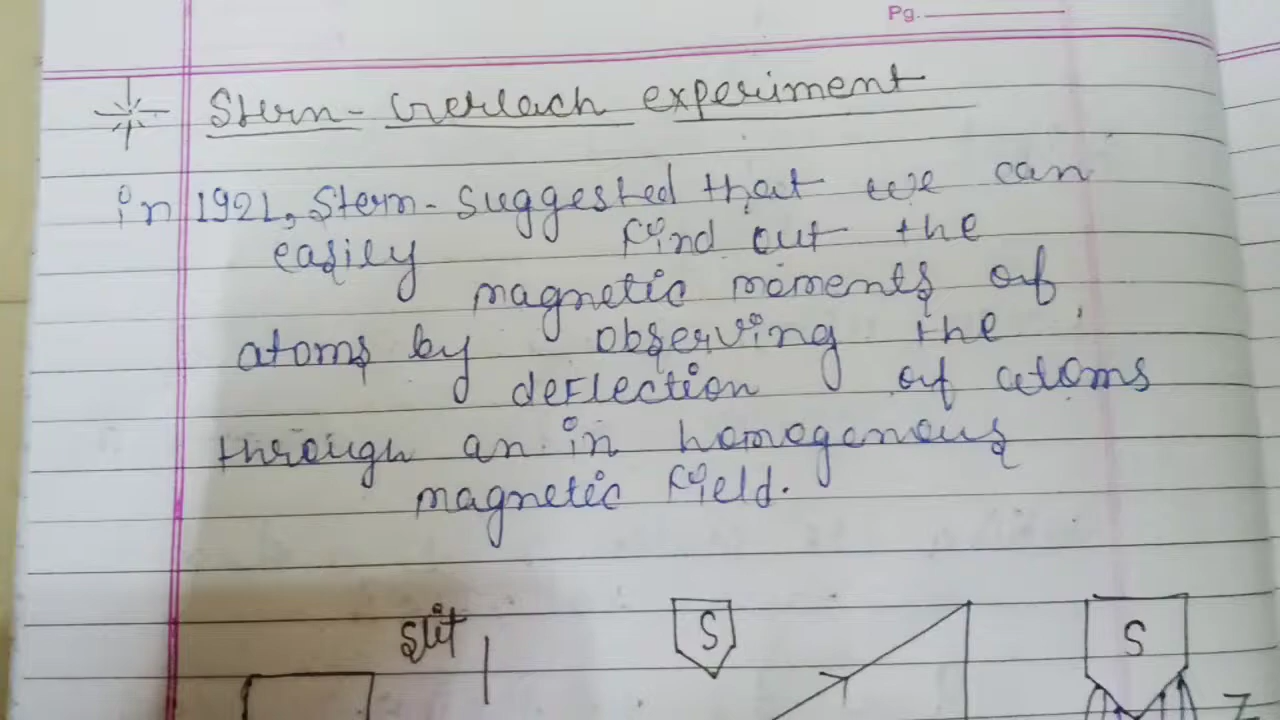 Pg.
Stern-Gerlach experiment
in 1921, Stern-suggested that we can
easily find out the
magnetic moments of
atoms by observing the
deflection of atoms
through an in homogenous
magnetic field.
Slit
S
S
Z